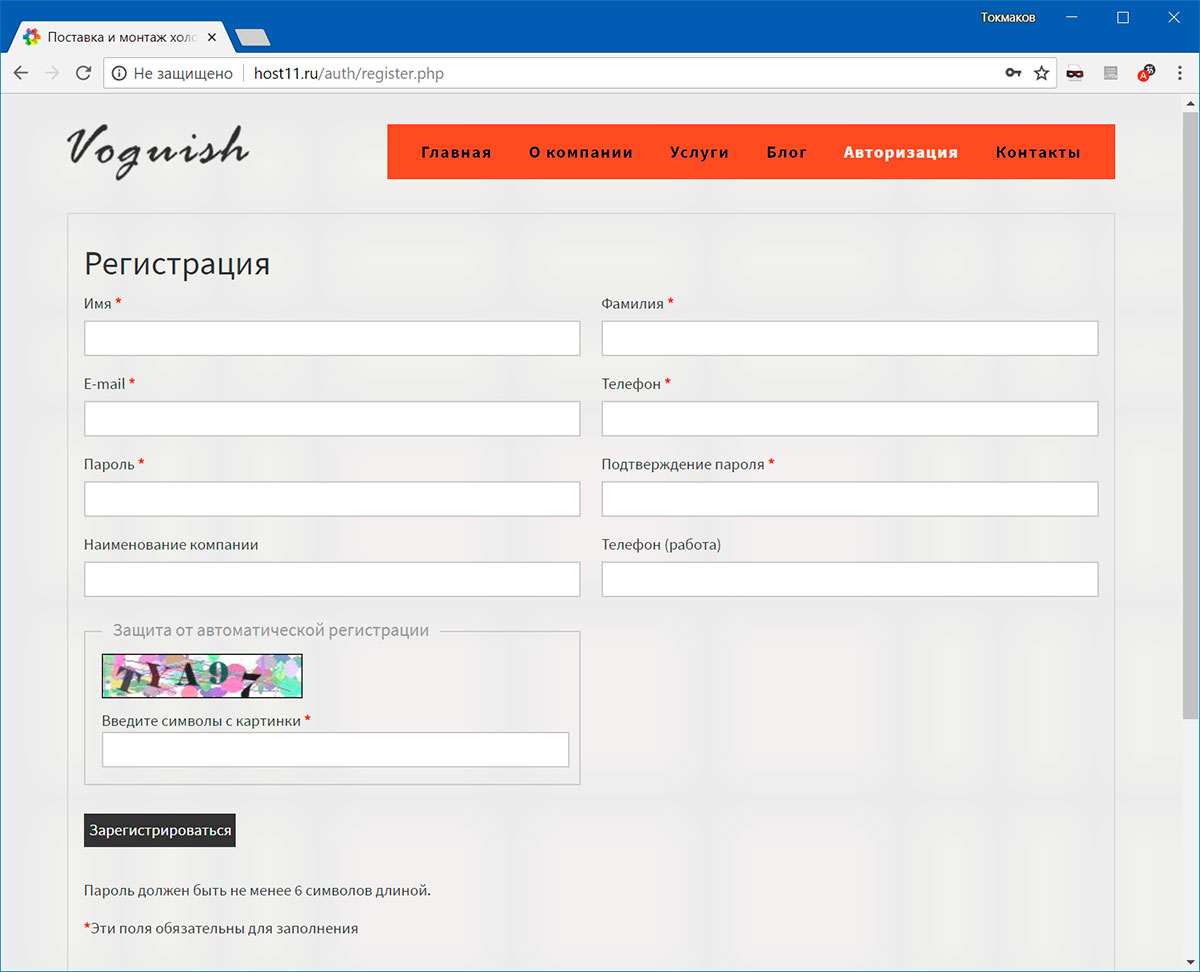 Токмаков
Поставка и монтаж холо
Не защищено host11.ru/auth/register.php
Voguish
Главная О компании Услуги Блог Авторизация Контакты
Регистрация
Имя * Фамилия *
E-mail * Телефон *
Пароль * Подтверждение пароля *
Наименование компании Телефон (работа)
Защита от автоматической регистрации
TYA97
Введите символы с картинки *
Зарегистрироваться
Пароль должен быть не менее 6 символов длиной.
*Эти поля обязательны для заполнения